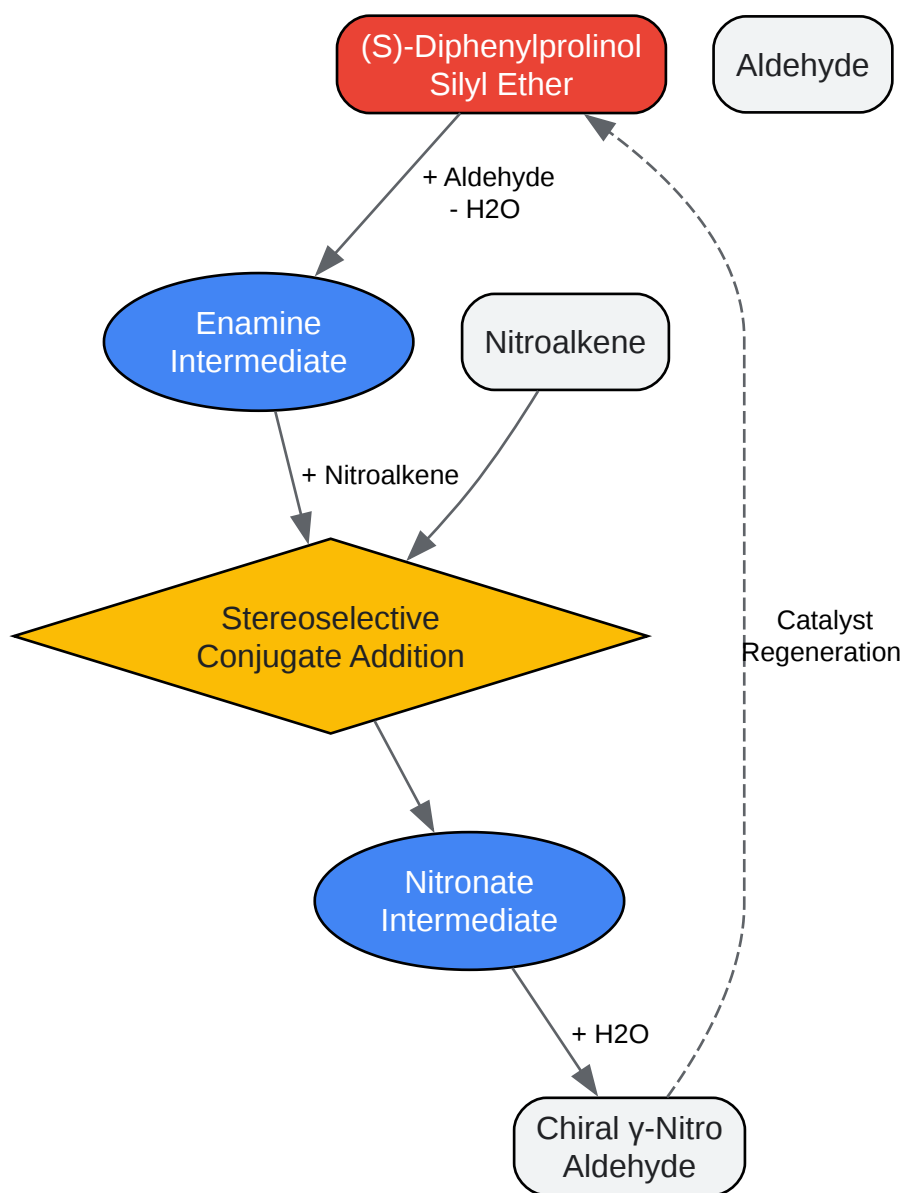 (S)-Diphenylprolinol
Silyl Ether
Aldehyde
+ Aldehyde
- H2O
Enamine
Intermediate
Nitroalkene
+ Nitroalkene
Stereoselective
Conjugate Addition
Catalyst
Regeneration
Nitronate
Intermediate
+ H2O
Chiral γ-Nitro
Aldehyde